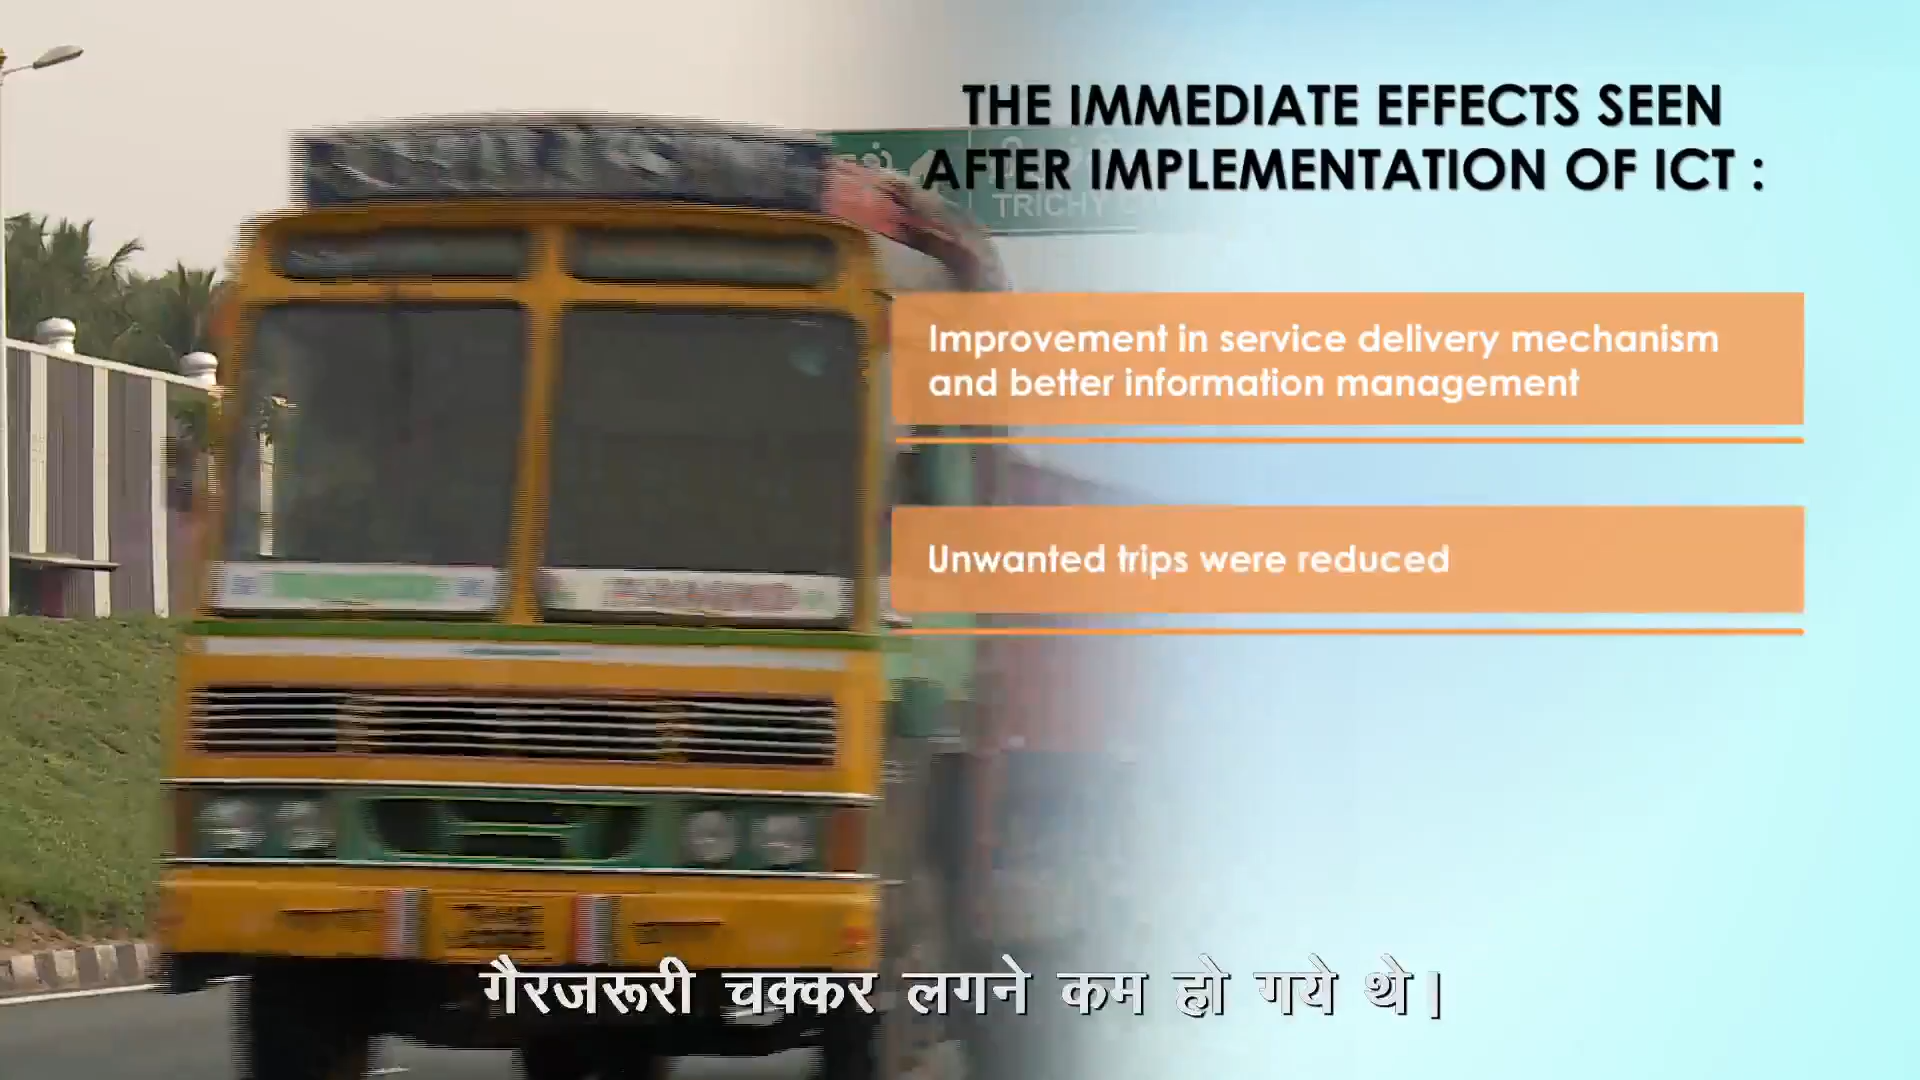 THE IMMEDIATE EFFECTS SEEN
AFTER IMPLEMENTATION OF ICT :
TRICHY
Improvement in service delivery mechanism
and better information management
Unwanted trips were reduced
गैरजरूरी चक्कर लगने कम हो गये थे।